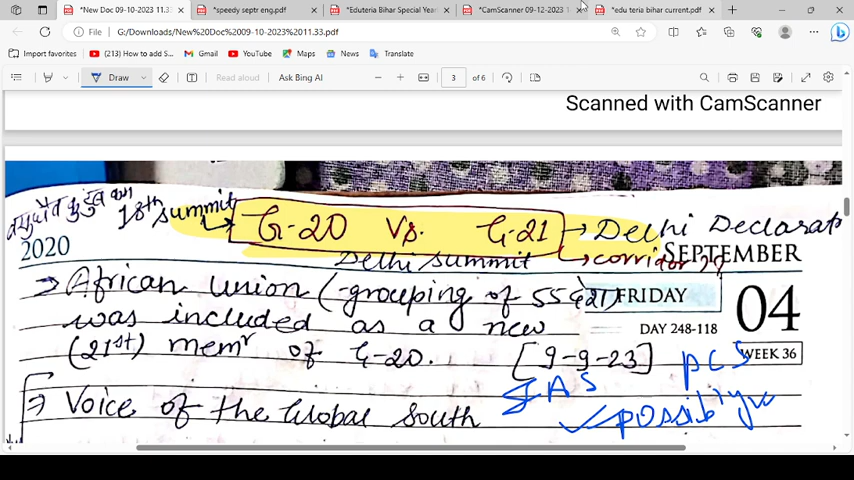 *New Doc 09-10-2023 11.33
*speedy septr eng.pdf
*Eduteria Bihar Special Year
*CamScanner 09-12-2023 1
*edu teria bihar current.pdf
File G:/Downloads/New%20Doc%2009-10-2023%2011.33.pdf
Import favorites (213) How to add S... Gmail YouTube Maps News Translate
Draw Read aloud Ask Bing AI 3 of 6
Scanned with CamScanner
18th summit G-20 Vs. G-21 Delhi Declarat
2020 Delhi summit corridor ?? SEPTEMBER
African union (-grouping of 55 FRIDAY 04
was included as a new DAY 248-118
(21st) memr of G-20. [9-9-23] PCS WEEK 36
IAS
Voice of the Global south